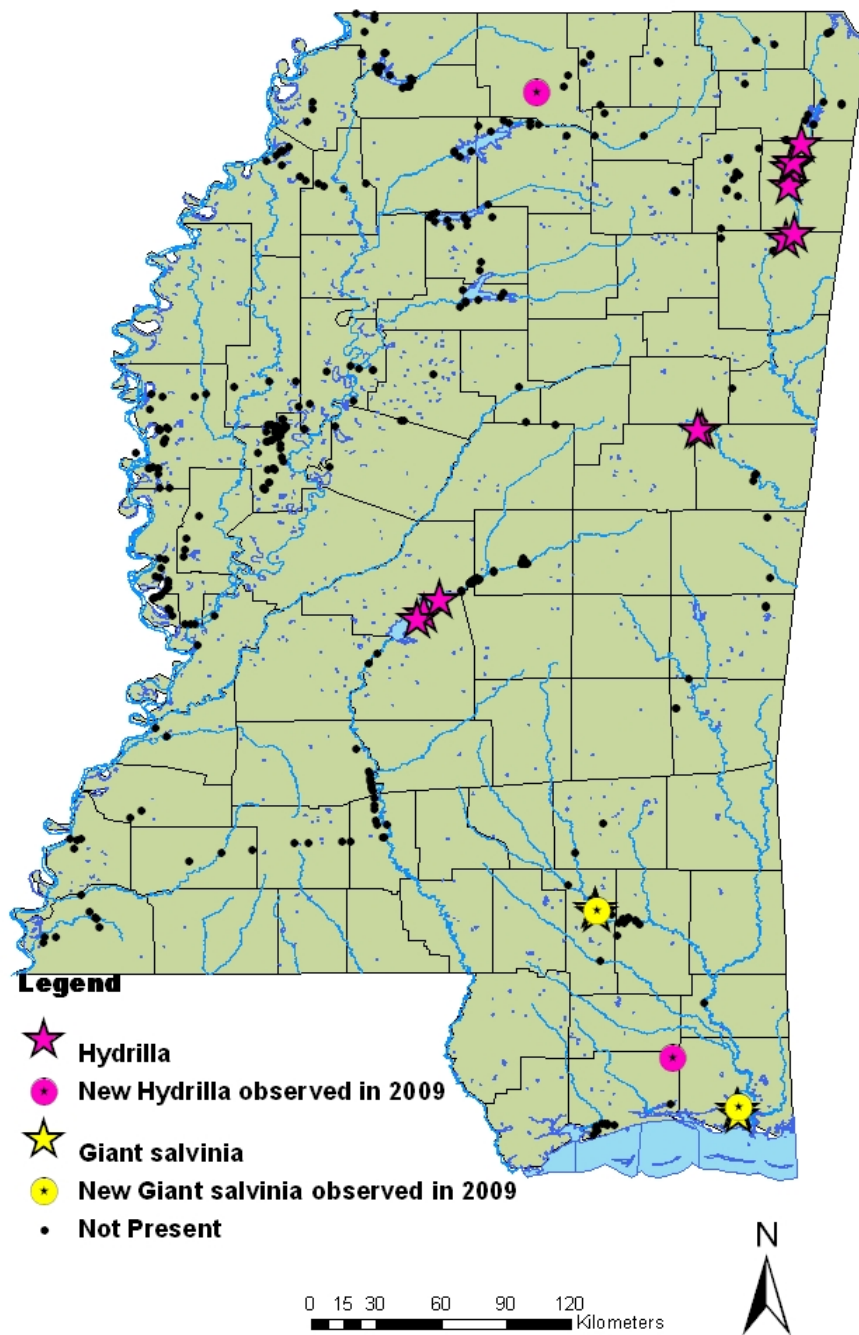 Legend
Hydrilla
New Hydrilla observed in 2009
Giant salvinia
New Giant salvinia observed in 2009
Not Present
N
0 15 30 60 90 120
Kilometers